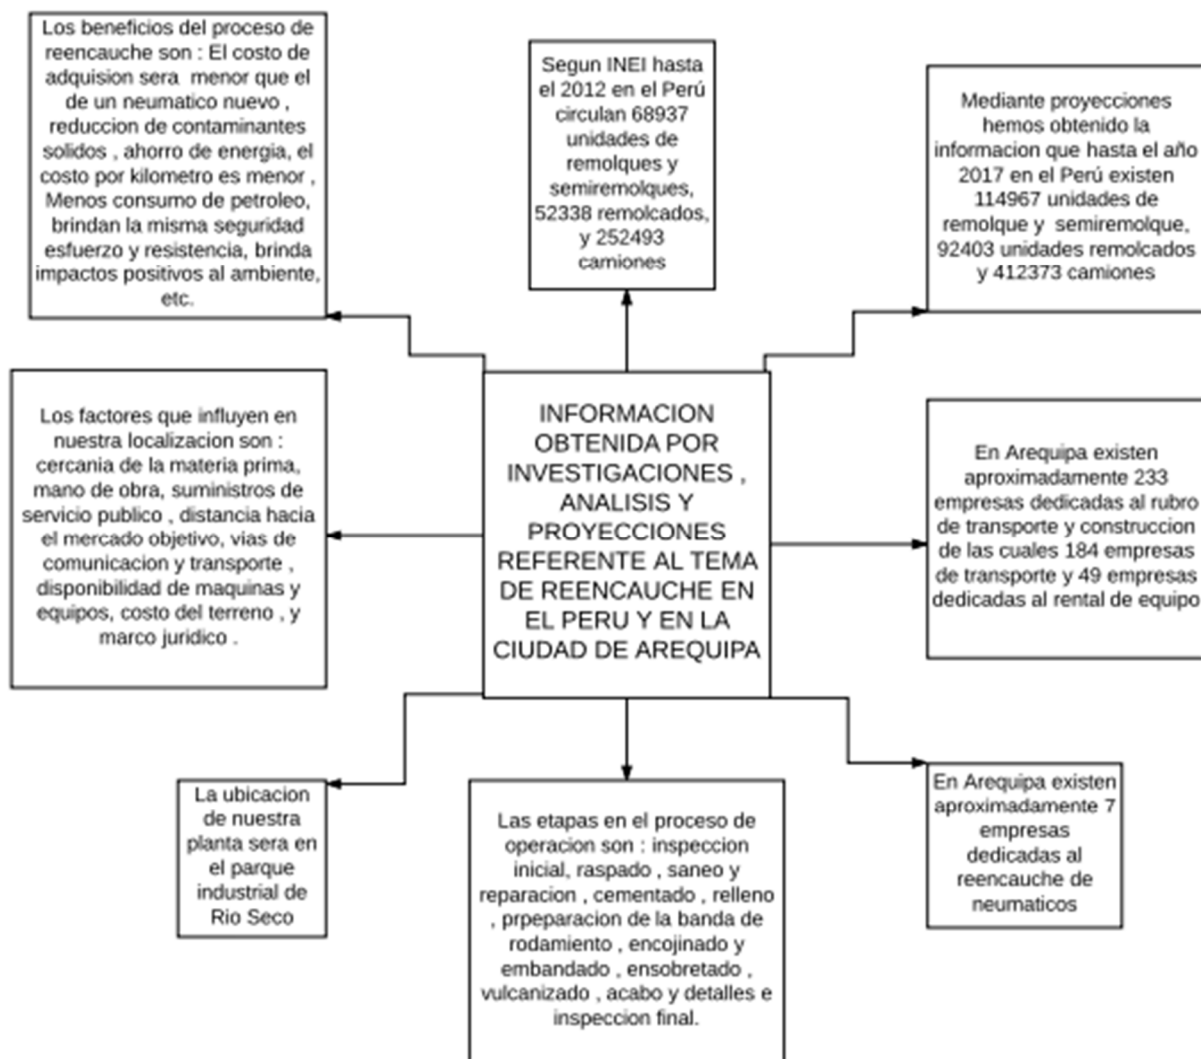 Los beneficios del proceso de
reencauche son : El costo de
adquision sera menor que el
de un neumatico nuevo ,
reduccion de contaminantes
solidos , ahorro de energia, el
costo por kilometro es menor ,
Menos consumo de petroleo,
brindan la misma seguridad
esfuerzo y resistencia, brinda
impactos positivos al ambiente,
etc.
Segun INEI hasta
el 2012 en el Perú
circulan 68937
unidades de
remolques y
semiremolques,
52338 remolcados,
y 252493
camiones
Mediante proyecciones
hemos obtenido la
informacion que hasta el año
2017 en el Perú existen
114967 unidades de
remolque y semiremolque,
92403 unidades remolcados
y 412373 camiones
Los factores que influyen en
nuestra localizacion son :
cercania de la materia prima,
mano de obra, suministros de
servicio publico , distancia hacia
el mercado objetivo, vias de
comunicacion y transporte ,
disponibilidad de maquinas y
equipos, costo del terreno , y
marco juridico .
INFORMACION
OBTENIDA POR
INVESTIGACIONES ,
ANALISIS Y
PROYECCIONES
REFERENTE AL TEMA
DE REENCAUCHE EN
EL PERU Y EN LA
CIUDAD DE AREQUIPA
En Arequipa existen
aproximadamente 233
empresas dedicadas al rubro
de transporte y construccion
de las cuales 184 empresas
de transporte y 49 empresas
dedicadas al rental de equipo
La ubicacion
de nuestra
planta sera en
el parque
industrial de
Rio Seco
Las etapas en el proceso de
operacion son : inspeccion
inicial, raspado , saneo y
reparacion , cementado , relleno
, prpeparacion de la banda de
rodamiento , encojinado y
embandado , ensobretado ,
vulcanizado , acabo y detalles e
inspeccion final.
En Arequipa existen
aproximadamente 7
empresas
dedicadas al
reencauche de
neumaticos